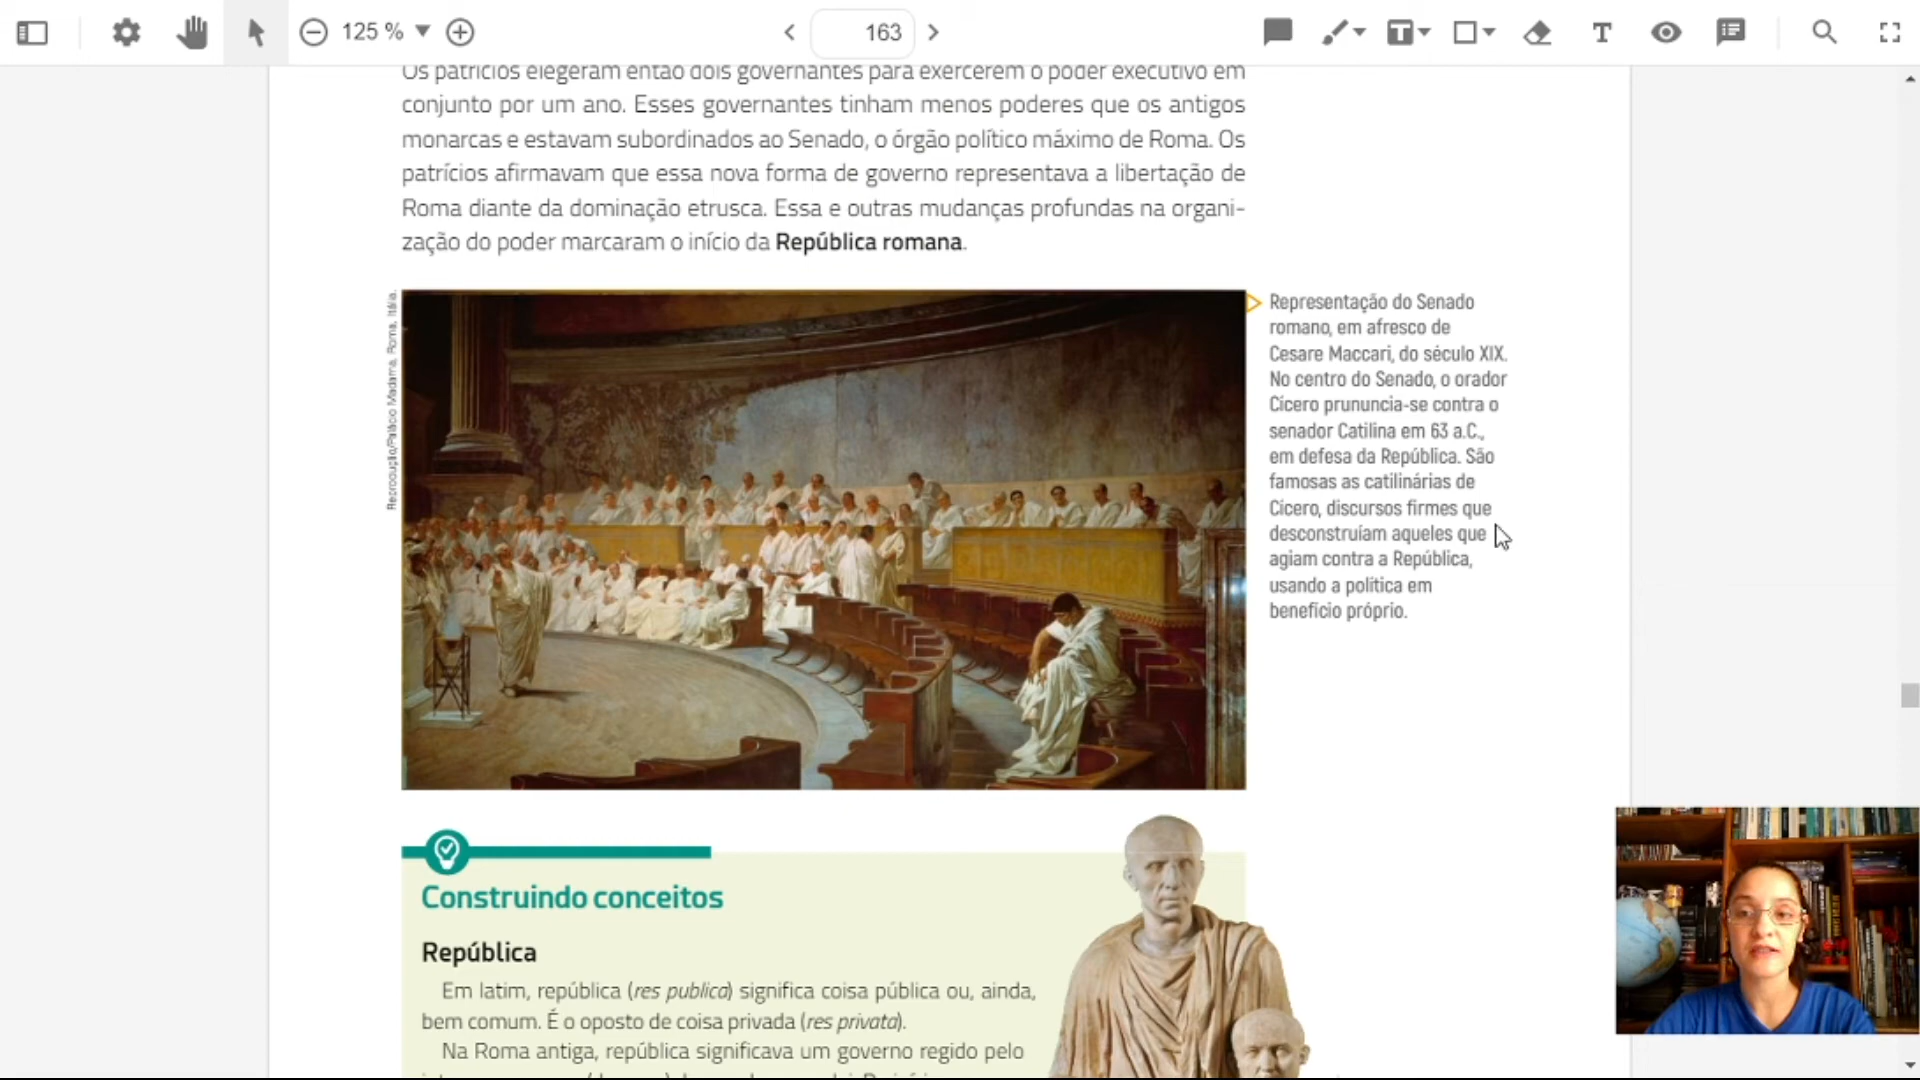 125 %
163
Os patrícios elegeram então dois governantes para exercerem o poder executivo em
conjunto por um ano. Esses governantes tinham menos poderes que os antigos
monarcas e estavam subordinados ao Senado, o órgão político máximo de Roma. Os
patrícios afirmavam que essa nova forma de governo representava a libertação de
Roma diante da dominação etrusca. Essa e outras mudanças profundas na organi-
zação do poder marcaram o início da República romana.
Reprodução/Palácio Madama, Roma, Itália.
Representação do Senado
romano, em afresco de
Cesare Maccari, do século XIX.
No centro do Senado, o orador
Cícero prununcia-se contra o
senador Catilina em 63 a.C.,
em defesa da República. São
famosas as catilinárias de
Cícero, discursos firmes que
desconstruíam aqueles que
agiam contra a República,
usando a política em
benefício próprio.
Construindo conceitos
República
Em latim, república (res publica) significa coisa pública ou, ainda,
bem comum. É o oposto de coisa privada (res privata).
Na Roma antiga, república significava um governo regido pelo